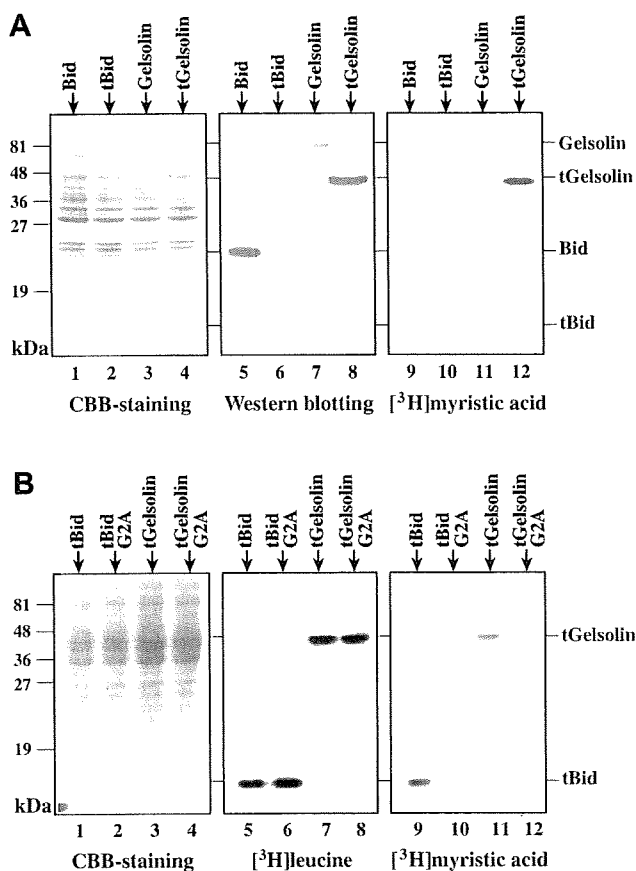 A
Bid
tBid
Gelsolin
tGelsolin
Bid
tBid
Gelsolin
tGelsolin
Bid
tBid
Gelsolin
tGelsolin
81
48
36
27
19
kDa
Gelsolin
tGelsolin
Bid
tBid
1 2 3 4 5 6 7 8 9 10 11 12
CBB-staining Western blotting [³H]myristic acid
B
tBid
tBid G2A
tGelsolin
tGelsolin G2A
tBid
tBid G2A
tGelsolin
tGelsolin G2A
tBid
tBid G2A
tGelsolin
tGelsolin G2A
81
48
36
27
19
kDa
tGelsolin
tBid
1 2 3 4 5 6 7 8 9 10 11 12
CBB-staining [³H]leucine [³H]myristic acid